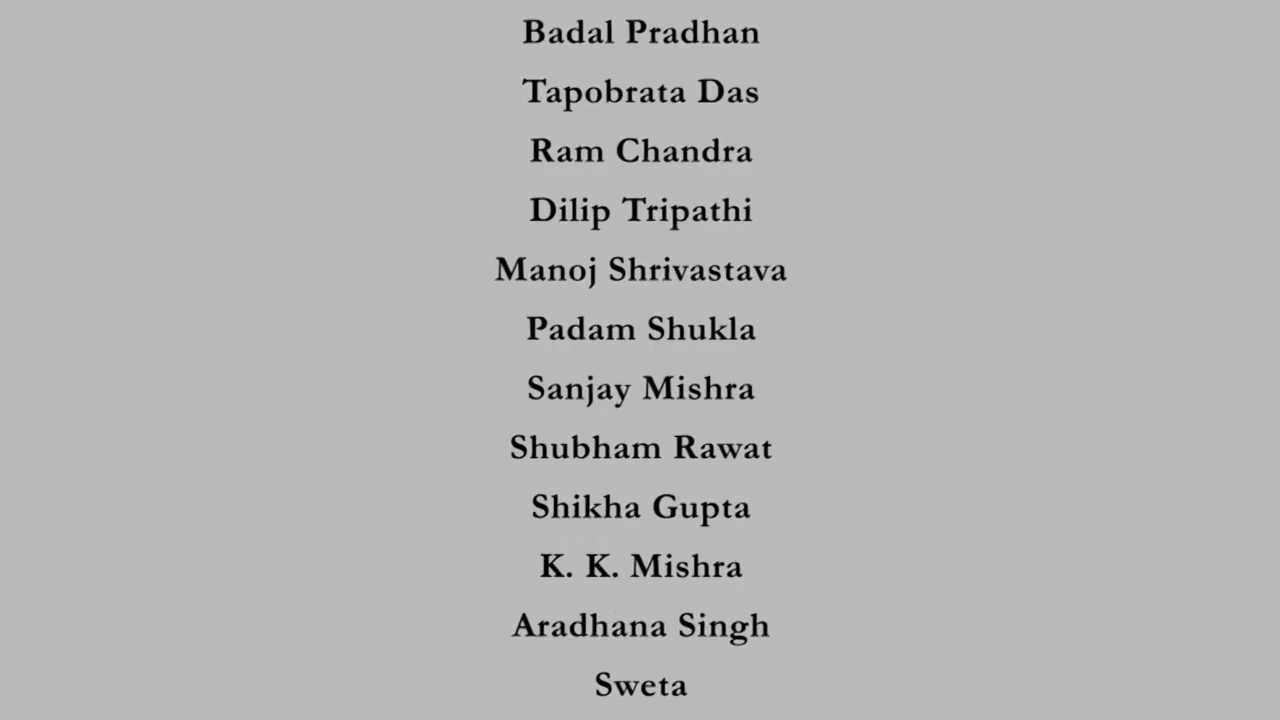 Badal Pradhan
Tapobrata Das
Ram Chandra
Dilip Tripathi
Manoj Shrivastava
Padam Shukla
Sanjay Mishra
Shubham Rawat
Shikha Gupta
K. K. Mishra
Aradhana Singh
Sweta